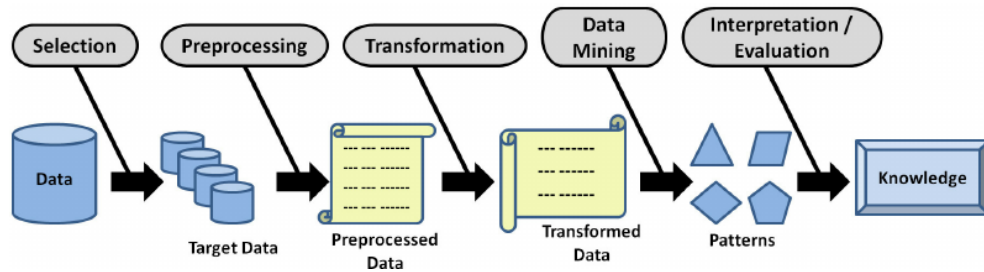 Selection
Preprocessing
Transformation
Data
Mining
Interpretation /
Evaluation
Data
Target Data
--- --- ------
--- --- ------
--- --- ------
--- --- ------
Preprocessed
Data
--- ------
--- ------
--- ------
Transformed
Data
Patterns
Knowledge